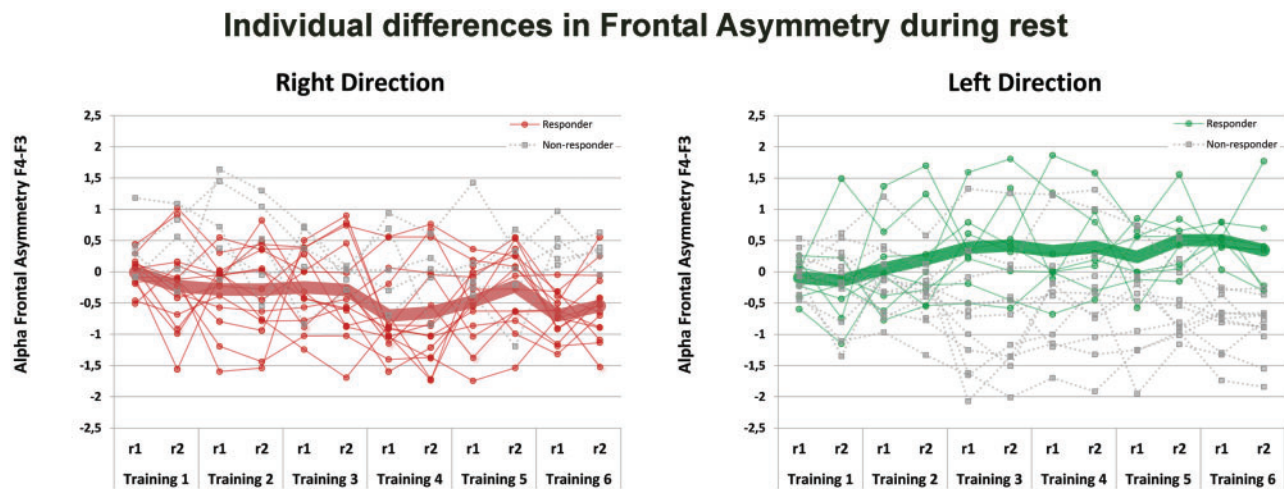 Individual differences in Frontal Asymmetry during rest
Right Direction
Alpha Frontal Asymmetry F4-F3
2,5
2
1,5
1
0,5
0
-0,5
-1
-1,5
-2
-2,5
Responder
Non-responder
r1 r2 r1 r2 r1 r2 r1 r2 r1 r2 r1 r2
Training 1 Training 2 Training 3 Training 4 Training 5 Training 6
Left Direction
Alpha Frontal Asymmetry F4-F3
2,5
2
1,5
1
0,5
0
-0,5
-1
-1,5
-2
-2,5
Responder
Non-responder
r1 r2 r1 r2 r1 r2 r1 r2 r1 r2 r1 r2
Training 1 Training 2 Training 3 Training 4 Training 5 Training 6